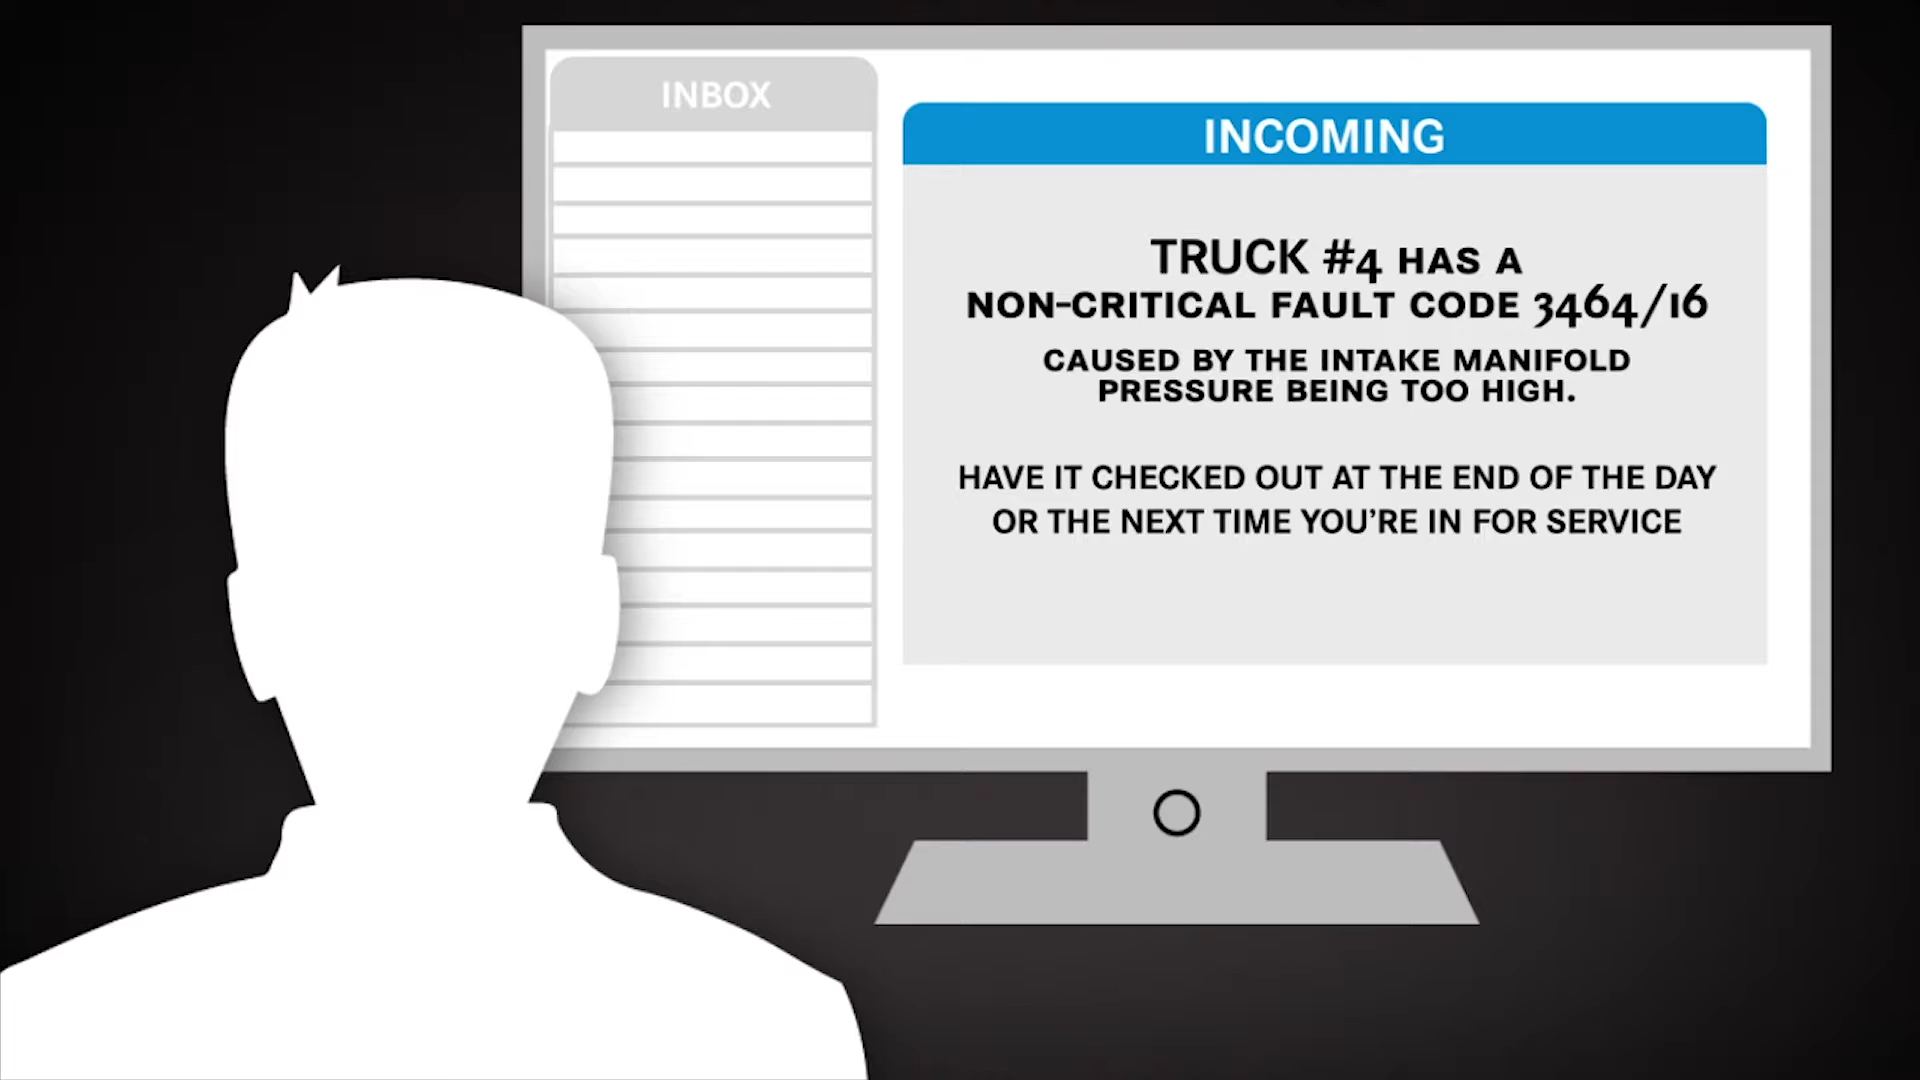 INBOX
INCOMING
TRUCK #4 HAS A
NON-CRITICAL FAULT CODE 3464/16
CAUSED BY THE INTAKE MANIFOLD
PRESSURE BEING TOO HIGH.
HAVE IT CHECKED OUT AT THE END OF THE DAY
OR THE NEXT TIME YOU'RE IN FOR SERVICE